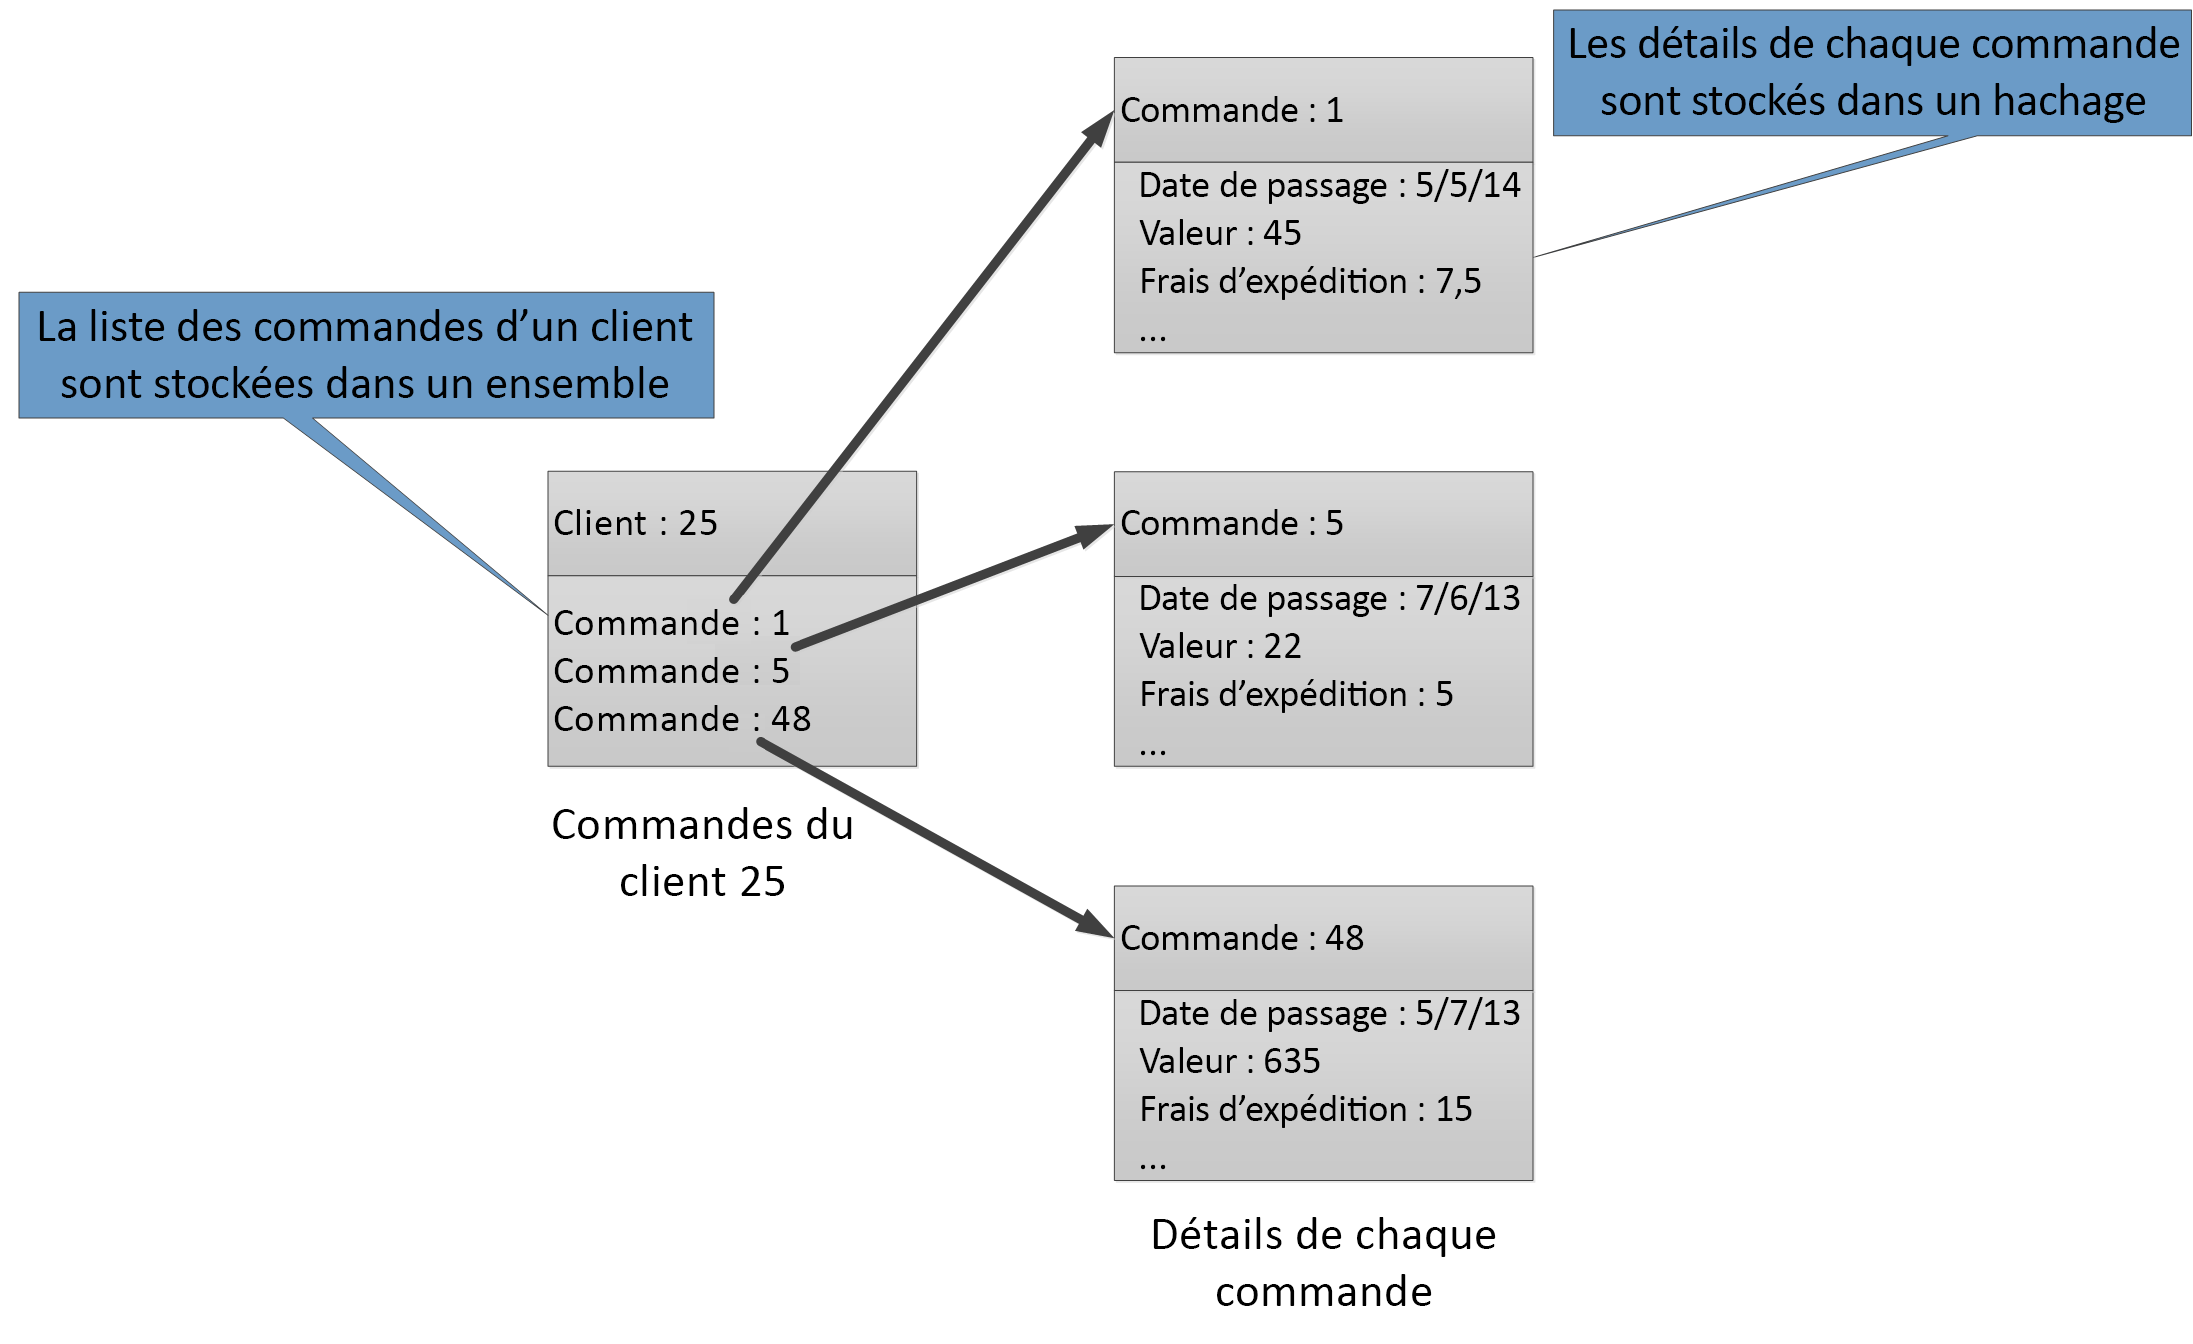 Les détails de chaque commande
sont stockés dans un hachage
Commande : 1
Date de passage : 5/5/14
Valeur : 45
Frais d’expédition : 7,5
...
La liste des commandes d’un client
sont stockées dans un ensemble
Client : 25
Commande : 1
Commande : 5
Commande : 48
Commandes du
client 25
Commande : 5
Date de passage : 7/6/13
Valeur : 22
Frais d’expédition : 5
...
Commande : 48
Date de passage : 5/7/13
Valeur : 635
Frais d’expédition : 15
...
Détails de chaque
commande